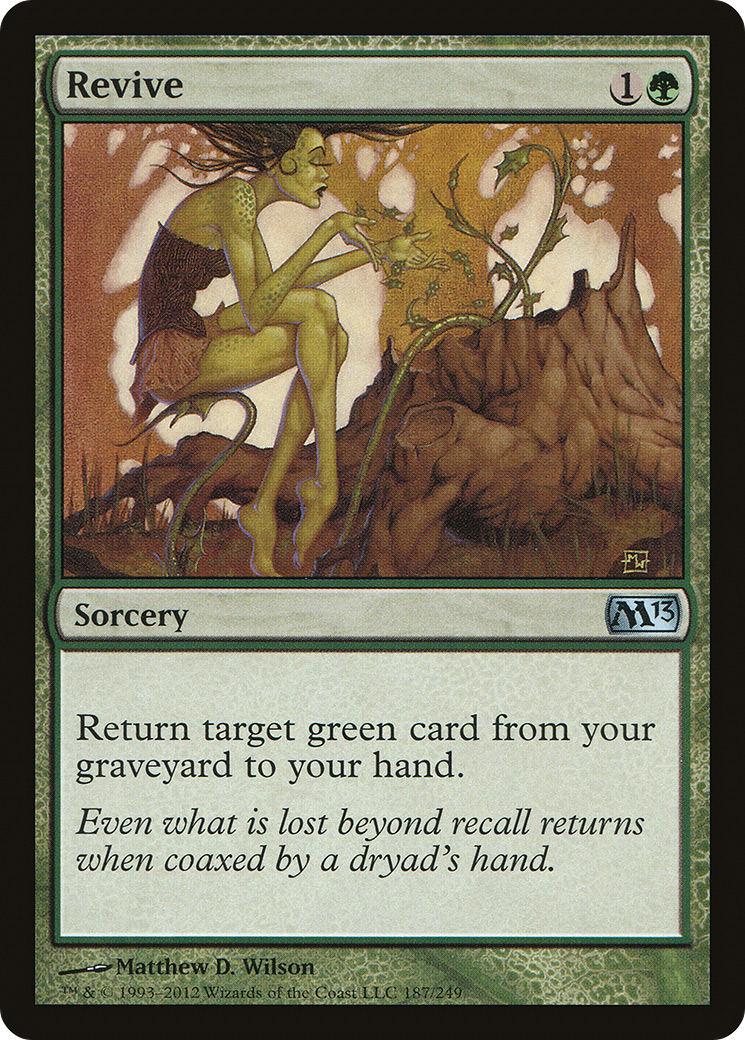 Revive
1
MW
Sorcery
M13
Return target green card from your
graveyard to your hand.
Even what is lost beyond recall returns
when coaxed by a dryad's hand.
Matthew D. Wilson
™ & © 1993–2012 Wizards of the Coast LLC 187/249